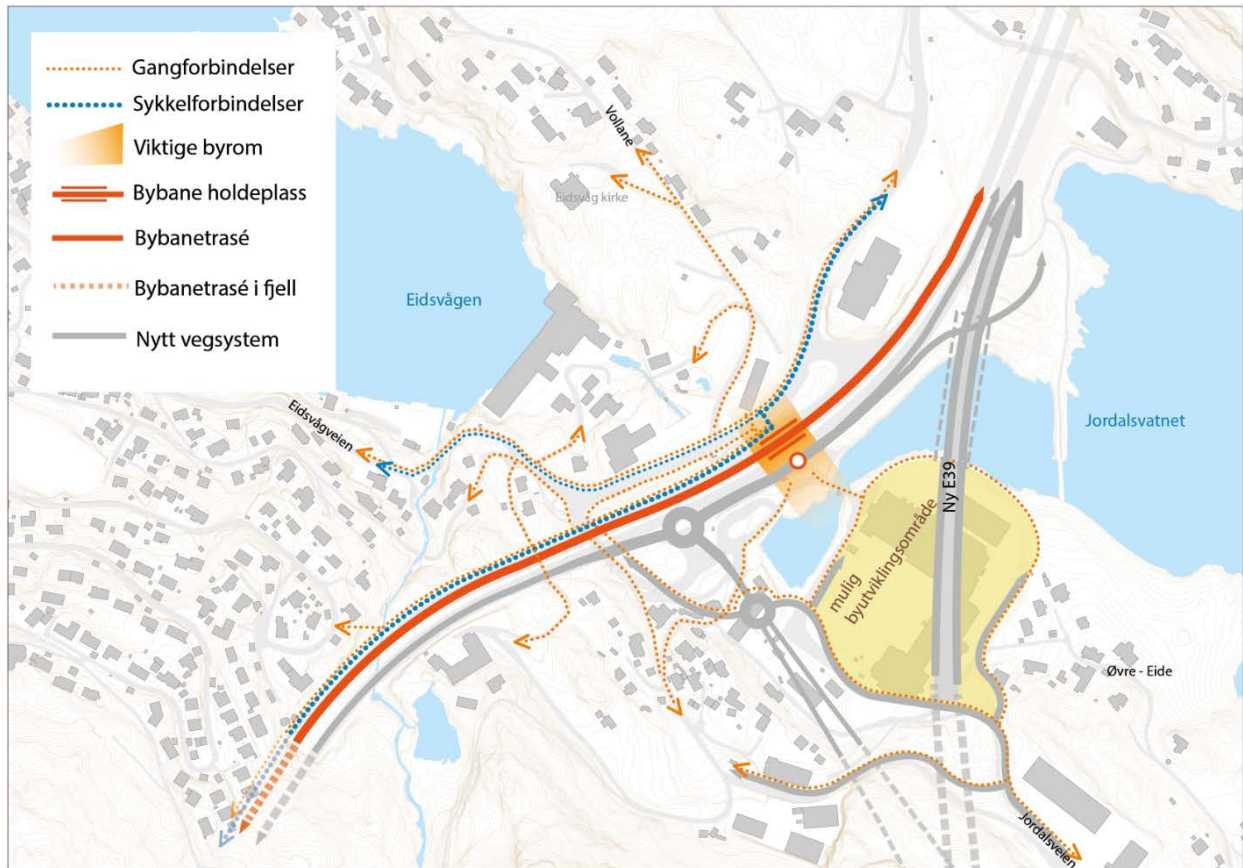 Gangforbindelser
Sykkelforbindelser
Viktige byrom
Bybane holdeplass
Bybanetrasé
Bybanetrasé i fjell
Nytt vegsystem
Vollane
Eidsvåg kirke
Eidsvågen
Jordalsvatnet
Eidsvågveien
Ny E39
mulig
byutviklingsområde
Øvre - Eide
Jordalsveien